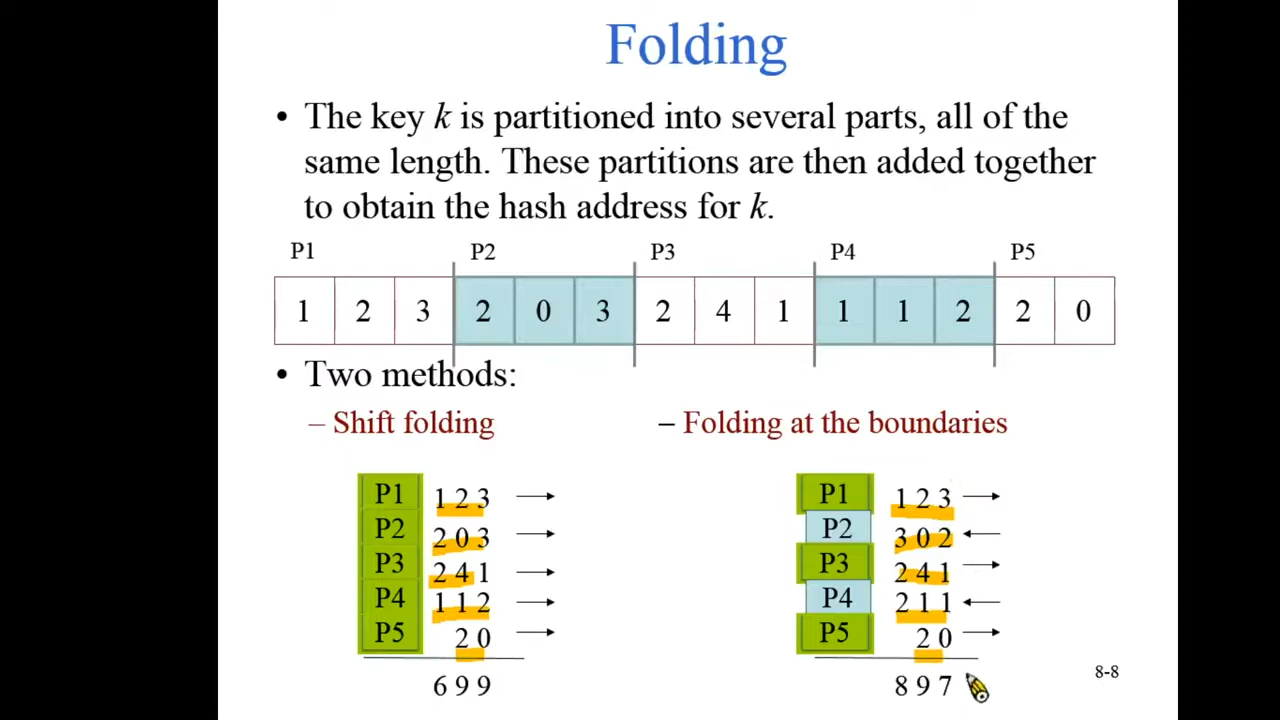 Folding
• The key k is partitioned into several parts, all of the
same length. These partitions are then added together
to obtain the hash address for k.
P1 P2 P3 P4 P5
1 2 3 2 0 3 2 4 1 1 1 2 2 0
• Two methods:
– Shift folding
P1 1 2 3
P2 2 0 3
P3 2 4 1
P4 1 1 2
P5 2 0
6 9 9
– Folding at the boundaries
P1 1 2 3
P2 3 0 2
P3 2 4 1
P4 2 1 1
P5 2 0
8 9 7
8-8